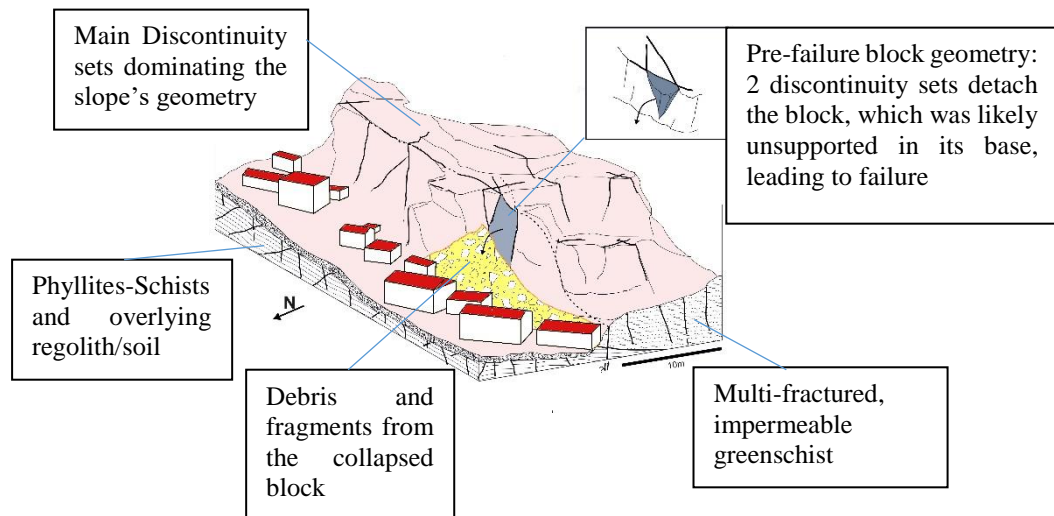 Main Discontinuity
sets dominating the
slope's geometry
Pre-failure block geometry:
2 discontinuity sets detach
the block, which was likely
unsupported in its base,
leading to failure
Phyllites-Schists
and overlying
regolith/soil
N
?
10m
Debris and
fragments from
the collapsed
block
Multi-fractured,
impermeable
greenschist